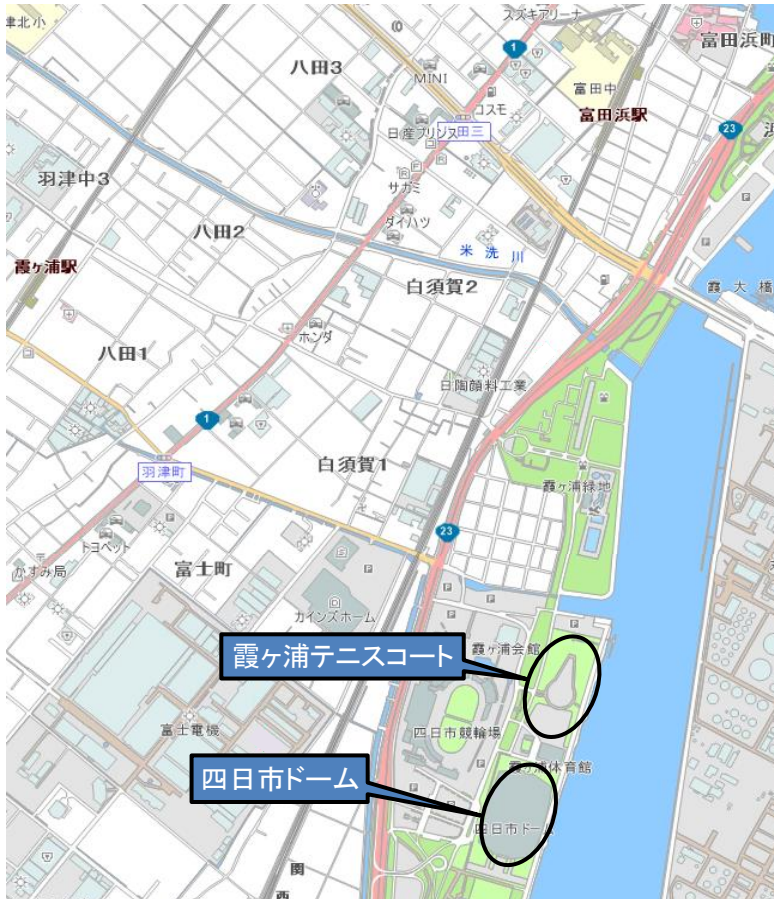 津北小
スズキアリーナ
1
富田浜町
八田3
MINI
富田中
コスモ
富田浜駅
日産プリンス
田三
23
羽津中3
サガミ
八田2
ダイハツ
米洗川
霞ヶ浦駅
白須賀2
霞大橋
ホンダ
八田1
日陶顔料工業
1
白須賀1
羽津町
霞ヶ浦緑地
23
トヨペット
かすみ局
富士町
カインズホーム
霞ヶ浦テニスコート
霞ヶ浦会館
富士電機
四日市競輪場
四日市ドーム
霞ヶ浦体育館
四日市ドーム
関
西